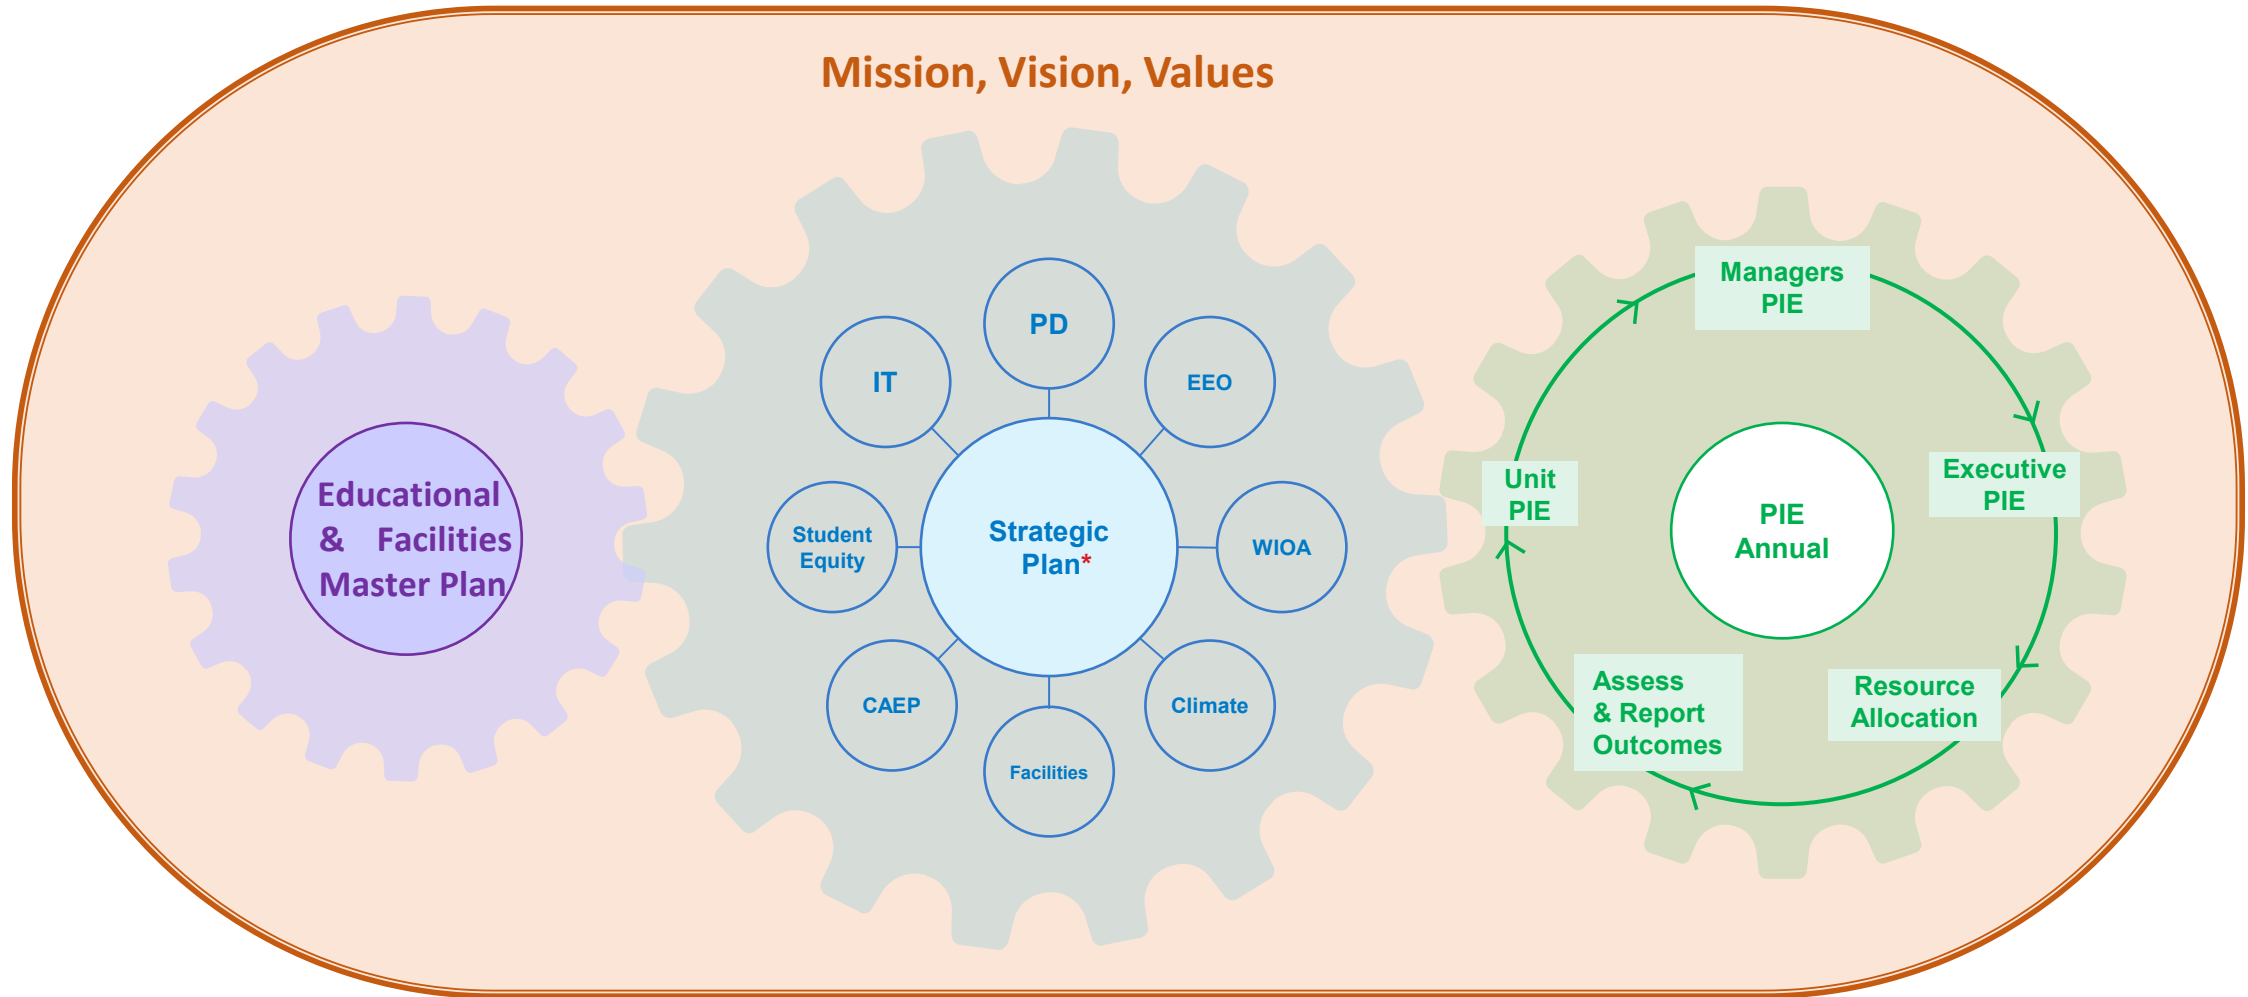 Mission, Vision, Values
Educational
& Facilities
Master Plan
PD
IT
EEO
Student
Equity
Strategic
Plan*
WIOA
CAEP
Climate
Facilities
Managers
PIE
Unit
PIE
Executive
PIE
PIE
Annual
Assess
& Report
Outcomes
Resource
Allocation